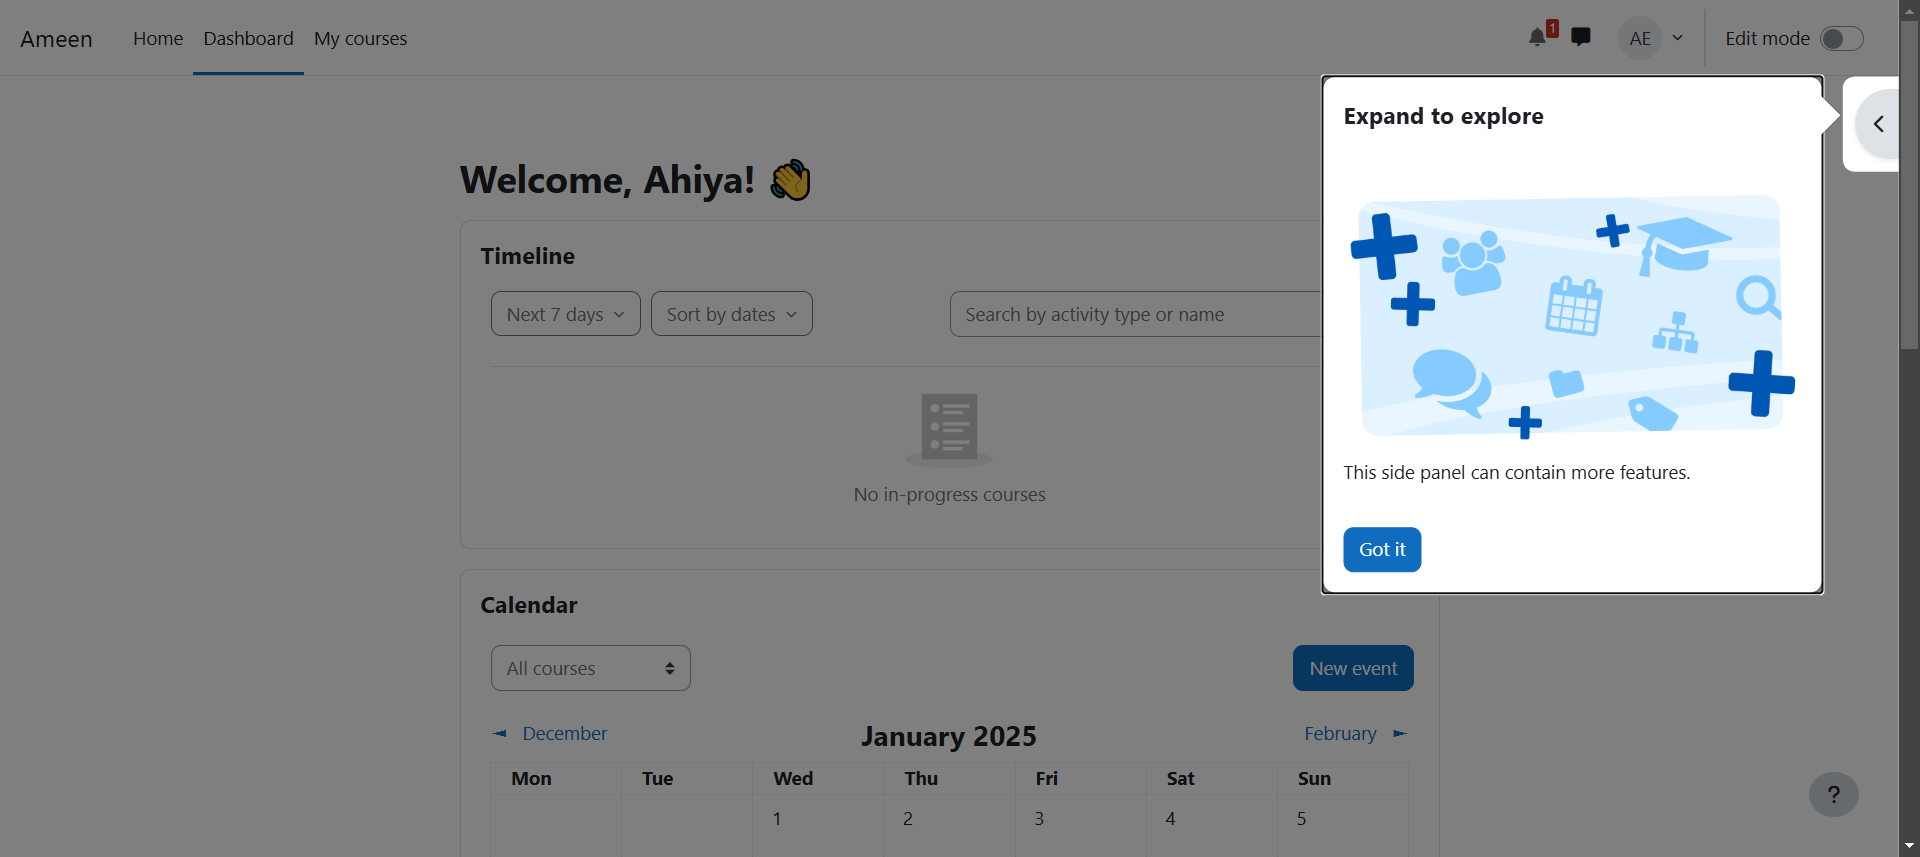 Ameen Home Dashboard My courses 1 AE Edit mode
Expand to explore
Welcome, Ahiya! 👋
Timeline
Next 7 days Sort by dates Search by activity type or name
No in-progress courses
This side panel can contain more features.
Got it
Calendar
All courses New event
◄ December January 2025 February ►
Mon Tue Wed Thu Fri Sat Sun
1 2 3 4 5
?